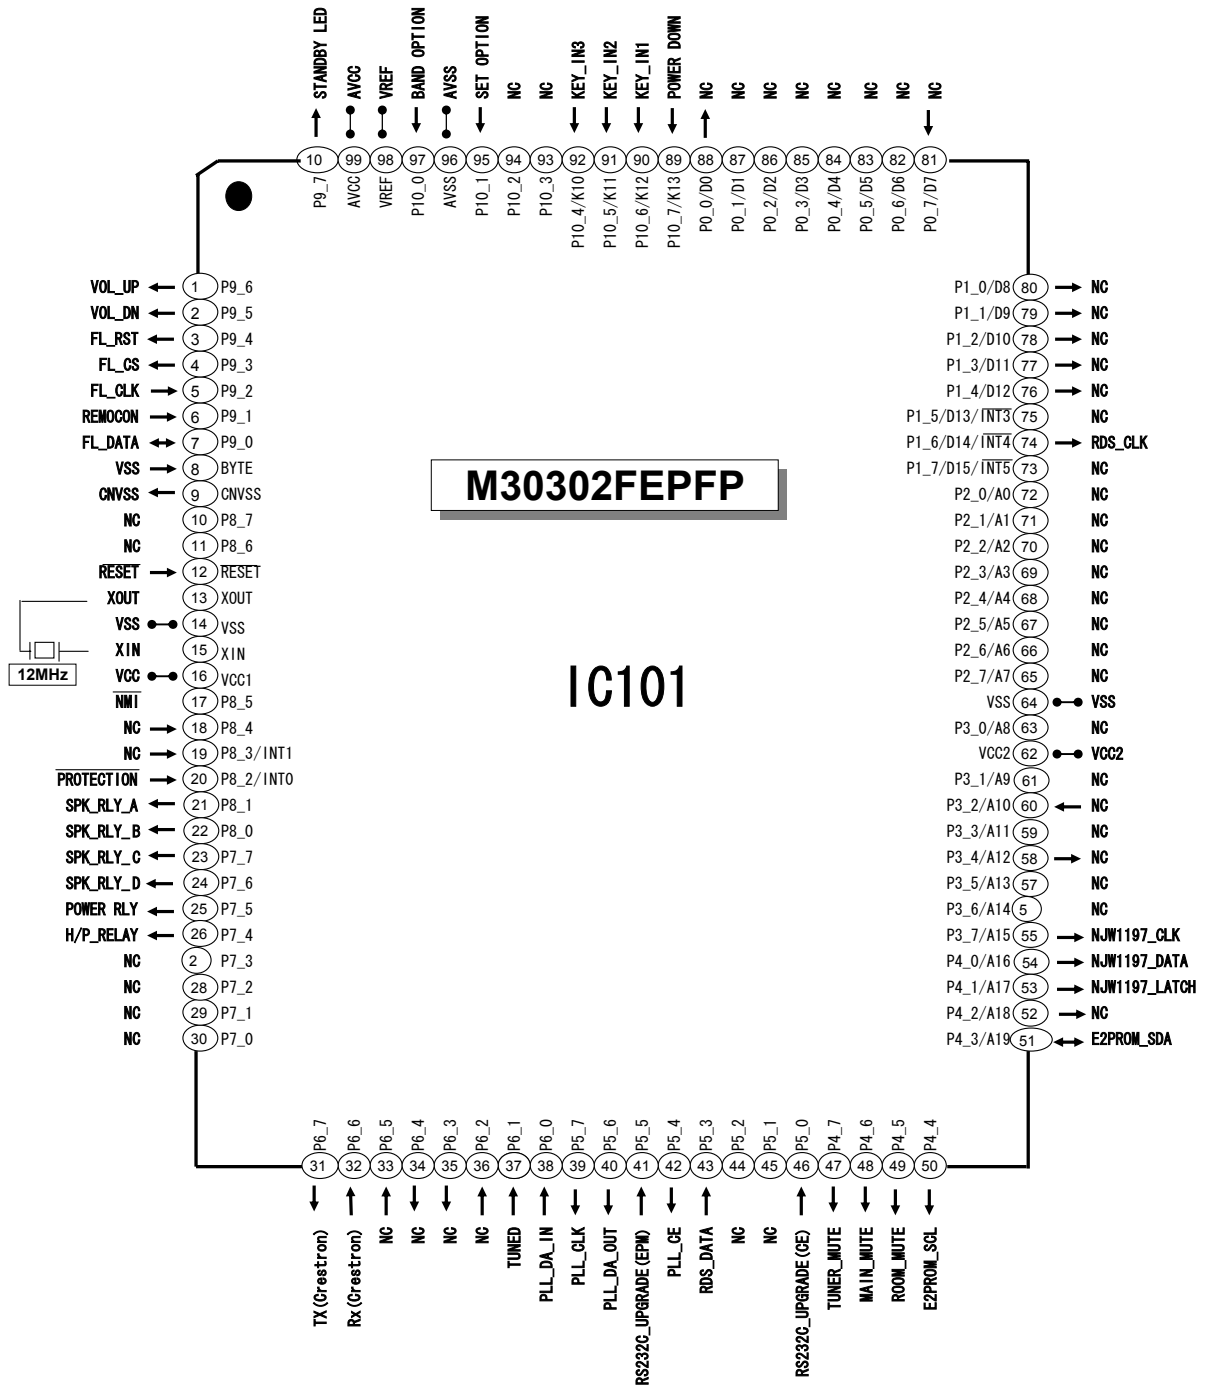 STANDBY LED
AVCC
VREF
BAND OPTION
AVSS
SET OPTION
NC
NC
KEY_IN3
KEY_IN2
KEY_IN1
POWER DOWN
NC
NC
NC
NC
NC
NC
NC
NC
10 99 98 97 96 95 94 93 92 91 90 89 88 87 86 85 84 83 82 81
P9_7
AVCC
VREF
P10_0
AVSS
P10_1
P10_2
P10_3
P10_4/K10
P10_5/K11
P10_6/K12
P10_7/K13
P0_0/D0
P0_1/D1
P0_2/D2
P0_3/D3
P0_4/D4
P0_5/D5
P0_6/D6
P0_7/D7
VOL_UP 1 P9_6
VOL_DN 2 P9_5
FL_RST 3 P9_4
FL_CS 4 P9_3
FL_CLK 5 P9_2
REMOCON 6 P9_1
FL_DATA 7 P9_0
VSS 8 BYTE
CNVSS 9 CNVSS
NC 10 P8_7
NC 11 P8_6
RESET 12 RESET
XOUT 13 XOUT
VSS 14 VSS
XIN 15 XIN
12MHz
VCC 16 VCC1
NMI 17 P8_5
NC 18 P8_4
NC 19 P8_3/INT1
PROTECTION 20 P8_2/INT0
SPK_RLY_A 21 P8_1
SPK_RLY_B 22 P8_0
SPK_RLY_C 23 P7_7
SPK_RLY_D 24 P7_6
POWER RLY 25 P7_5
H/P_RELAY 26 P7_4
NC 2 P7_3
NC 28 P7_2
NC 29 P7_1
NC 30 P7_0
M30302FEPFP
IC101
P1_0/D8 80 NC
P1_1/D9 79 NC
P1_2/D10 78 NC
P1_3/D11 77 NC
P1_4/D12 76 NC
P1_5/D13/INT3 75 NC
P1_6/D14/INT4 74 RDS_CLK
P1_7/D15/INT5 73 NC
P2_0/A0 72 NC
P2_1/A1 71 NC
P2_2/A2 70 NC
P2_3/A3 69 NC
P2_4/A4 68 NC
P2_5/A5 67 NC
P2_6/A6 66 NC
P2_7/A7 65 NC
VSS 64 VSS
P3_0/A8 63 NC
VCC2 62 VCC2
P3_1/A9 61 NC
P3_2/A10 60 NC
P3_3/A11 59 NC
P3_4/A12 58 NC
P3_5/A13 57 NC
P3_6/A14 5 NC
P3_7/A15 55 NJW1197_CLK
P4_0/A16 54 NJW1197_DATA
P4_1/A17 53 NJW1197_LATCH
P4_2/A18 52 NC
P4_3/A19 51 E2PROM_SDA
P6_7
P6_6
P6_5
P6_4
P6_3
P6_2
P6_1
P6_0
P5_7
P5_6
P5_5
P5_4
P5_3
P5_2
P5_1
P5_0
P4_7
P4_6
P4_5
P4_4
31 32 33 34 35 36 37 38 39 40 41 42 43 44 45 46 47 48 49 50
TX(Crestron)
Rx(Crestron)
NC
NC
NC
NC
TUNED
PLL_DA_IN
PLL_CLK
PLL_DA_OUT
RS232C_UPGRADE(EPM)
PLL_CE
RDS_DATA
NC
NC
RS232C_UPGRADE(CE)
TUNER_MUTE
MAIN_MUTE
ROOM_MUTE
E2PROM_SCL